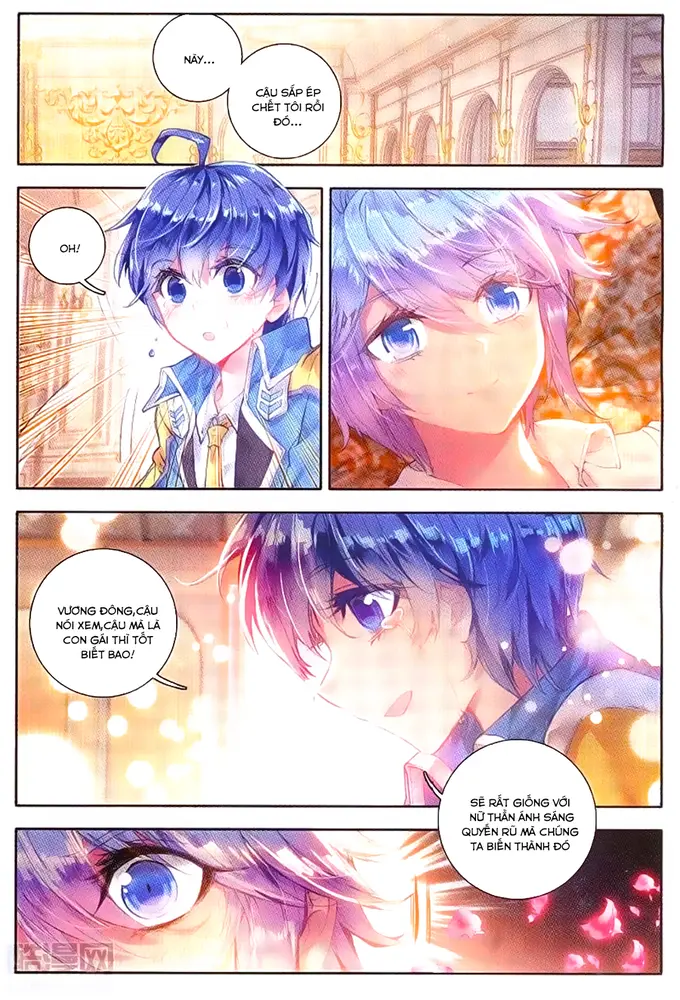 NÀY...
CẬU SẮP ÉP
CHẾT TÔI RỒI
ĐÓ...
OH!
VƯƠNG ĐÔNG,CẬU
NÓI XEM,CẬU MÀ LÀ
CON GÁI THÌ TỐT
BIẾT BAO!
SẼ RẤT GIỐNG VỚI
NỮ THẦN ÁNH SÁNG
QUYẾN RŨ MÀ CHÚNG
TA BIẾN THÀNH ĐÓ